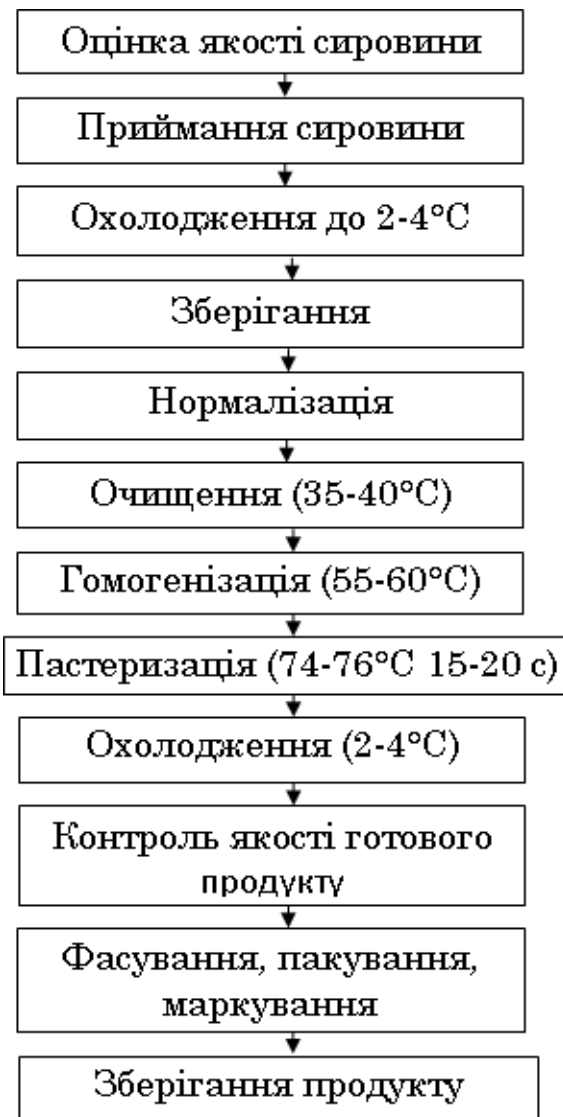 Оцінка якості сировини
Приймання сировини
Охолодження до 2-4°С
Зберігання
Нормалізація
Очищення (35-40°С)
Гомогенізація (55-60°С)
Пастеризація (74-76°С 15-20 с)
Охолодження (2-4°С)
Контроль якості готового
продукту
Фасування, пакування,
маркування
Зберігання продукту